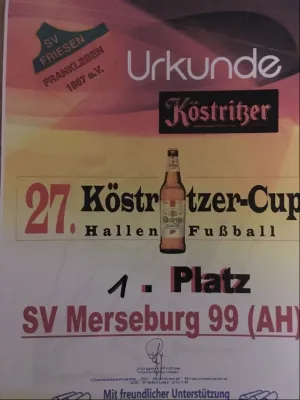 SV FRIESEN
FRANKLEBEN
1887 e.V.
Urkunde
Köstritzer
27. Köstritzer-Cup
Hallen Fußball
1. Platz
SV Merseburg 99 (AH)
Mit freundlicher Unterstützung